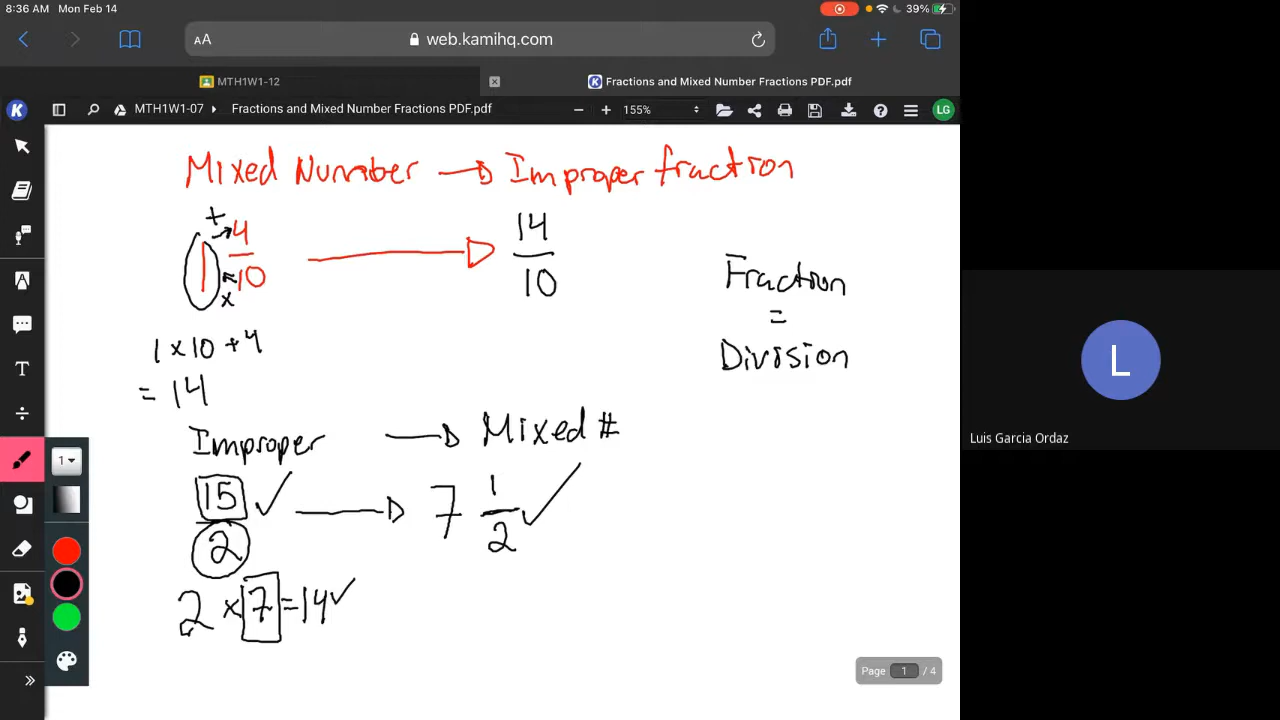 8:36 AM Mon Feb 14
39%
AA web.kamihq.com
MTH1W1-12
Fractions and Mixed Number Fractions PDF.pdf
MTH1W1-07 Fractions and Mixed Number Fractions PDF.pdf
155%
LG
Mixed Number → Improper fraction
+
1 4/10 → 14/10
x
Fraction
=
Division
1 x 10 + 4
= 14
Improper → Mixed #
15/2 ✓ → 7 1/2 ✓
2 x 7 = 14 ✓
L
Luis Garcia Ordaz
T
1
Page 1 / 4